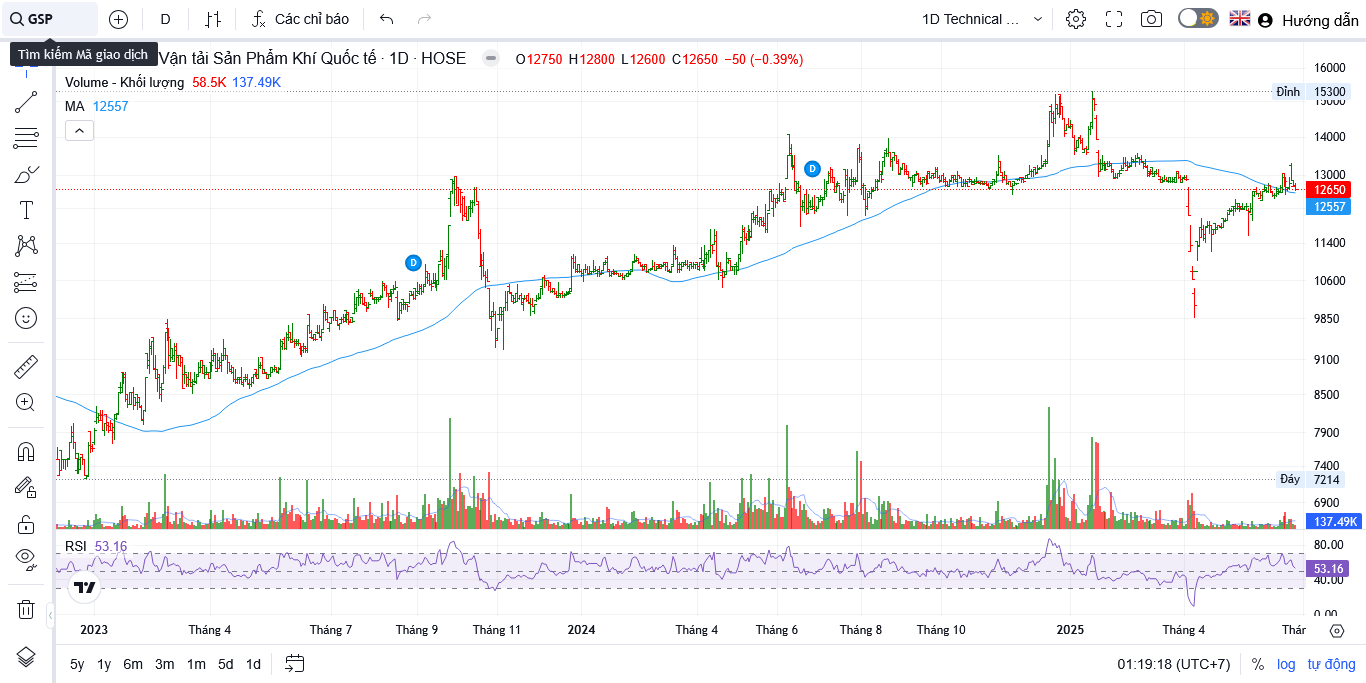 GSP
D
Các chỉ báo
1D Technical ...
Hướng dẫn
Tìm kiếm Mã giao dịch
Vận tải Sản Phẩm Khí Quốc tế · 1D · HOSE
O12750 H12800 L12600 C12650 −50 (−0.39%)
Volume - Khối lượng 58.5K 137.49K
MA 12557
D
D
16000
Đỉnh 15300
15000
14000
13000
12650
12557
11400
10600
9850
9100
8500
7900
7400
Đáy 7214
6900
137.49K
RSI 53.16
80.00
53.16
40.00
0.00
2023 Tháng 4 Tháng 7 Tháng 9 Tháng 11 2024 Tháng 4 Tháng 6 Tháng 8 Tháng 10 2025 Tháng 4 Thár
5y 1y 6m 3m 1m 5d 1d
01:19:18 (UTC+7) % log tự động